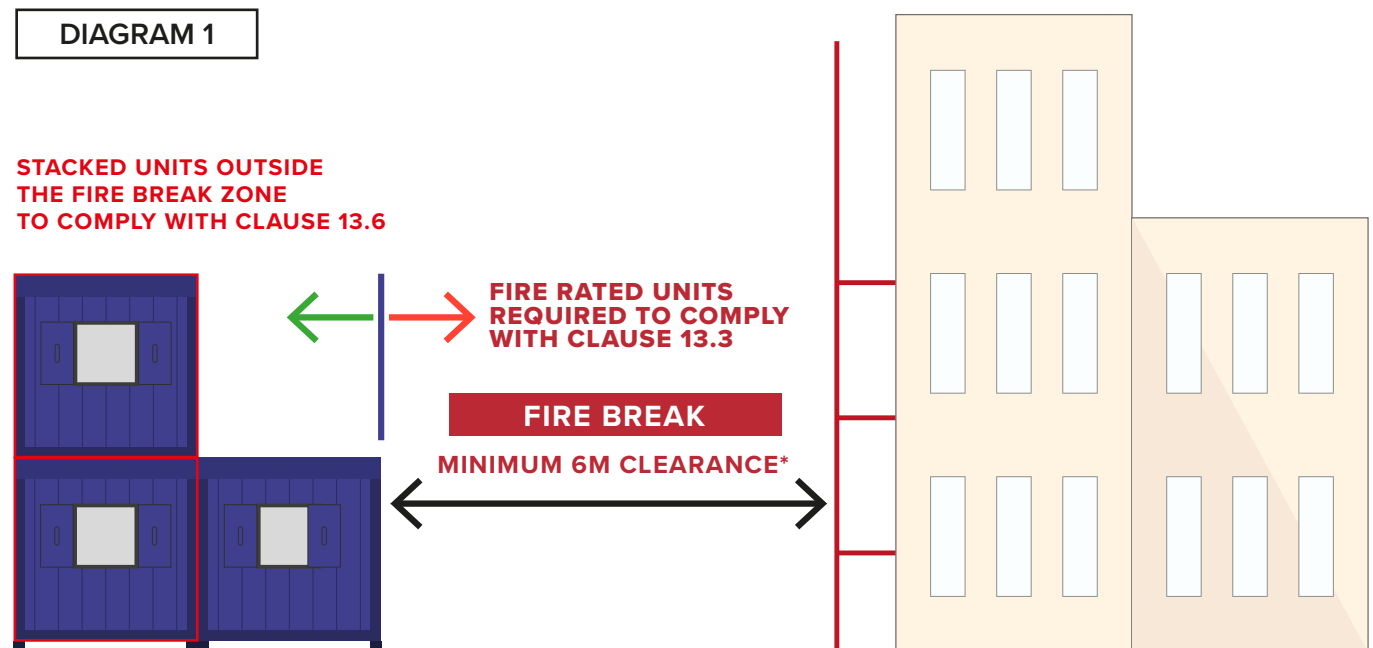 DIAGRAM 1
STACKED UNITS OUTSIDE
THE FIRE BREAK ZONE
TO COMPLY WITH CLAUSE 13.6
FIRE RATED UNITS
REQUIRED TO COMPLY
WITH CLAUSE 13.3
FIRE BREAK
MINIMUM 6M CLEARANCE*